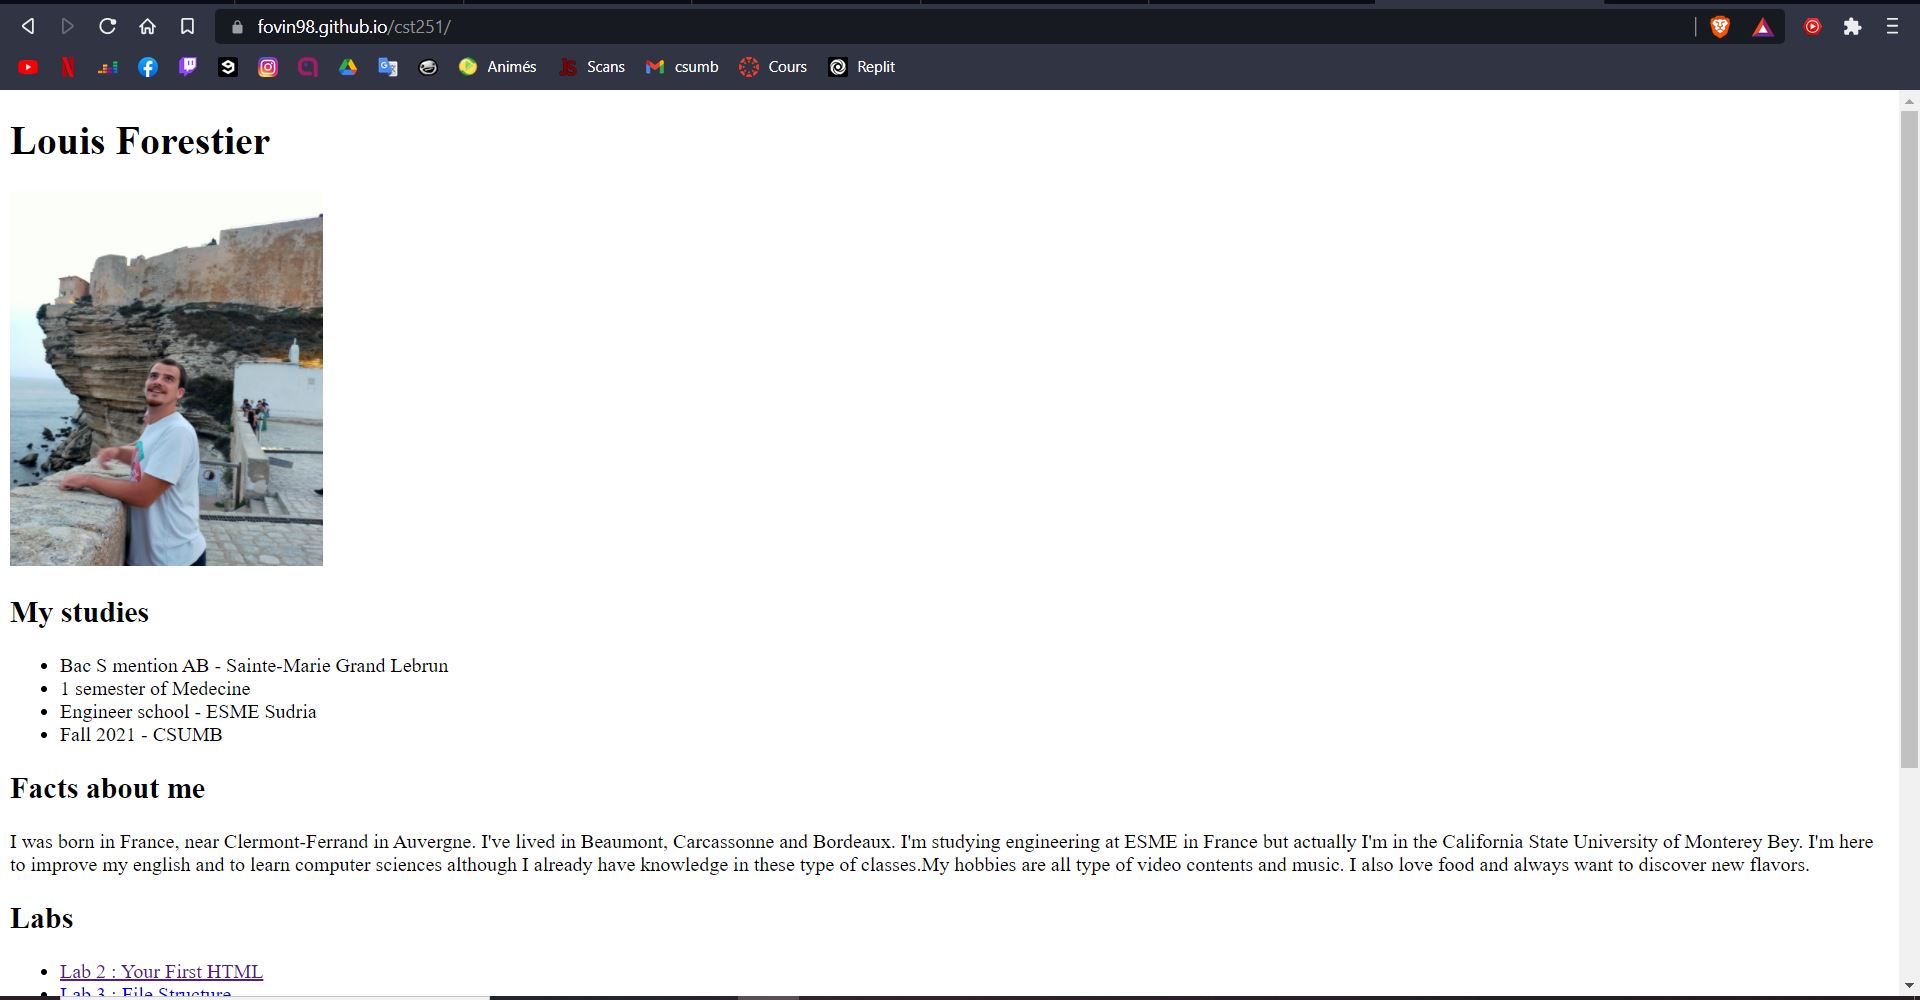 fovin98.github.io/cst251/
Animés Scans csumb Cours Replit
Louis Forestier
My studies
Bac S mention AB - Sainte-Marie Grand Lebrun
1 semester of Medecine
Engineer school - ESME Sudria
Fall 2021 - CSUMB
Facts about me
I was born in France, near Clermont-Ferrand in Auvergne. I've lived in Beaumont, Carcassonne and Bordeaux. I'm studying engineering at ESME in France but actually I'm in the California State University of Monterey Bey. I'm here
to improve my english and to learn computer sciences although I already have knowledge in these type of classes.My hobbies are all type of video contents and music. I also love food and always want to discover new flavors.
Labs
Lab 2 : Your First HTML
Lab 3 : File Structure